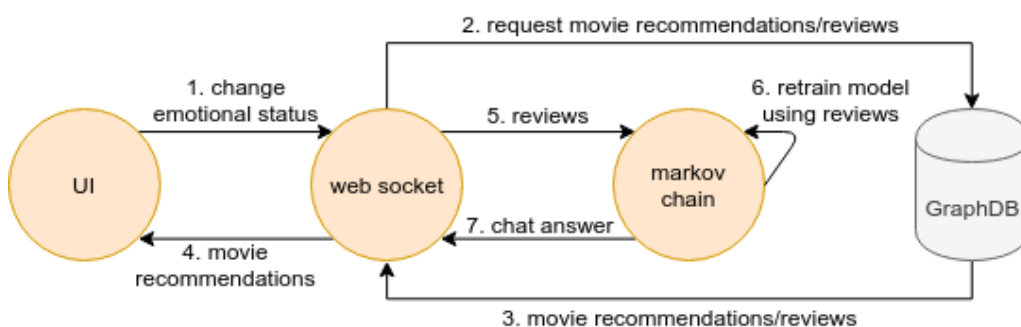 2. request movie recommendations/reviews
1. change
emotional status
6. retrain model
using reviews
5. reviews
UI
web socket
markov
chain
GraphDB
7. chat answer
4. movie
recommendations
3. movie recommendations/reviews